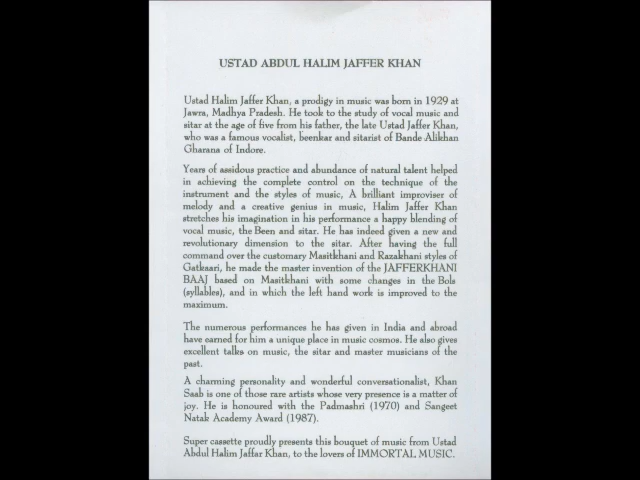 USTAD ABDUL HALIM JAFFER KHAN
Ustad Halim Jaffer Khan, a prodigy in music was born in 1929 at
Jawra, Madhya Pradesh. He took to the study of vocal music and
sitar at the age of five from his father, the late Ustad Jaffer Khan,
who was a famous vocalist, beenkar and sitarist of Bande-Alikhan
Gharana of Indore.
Years of assidous practice and abundance of natural talent helped
in achieving the complete control on the technique of the
instrument and the styles of music, A brilliant improviser of
melody and a creative genius in music, Halim Jaffer Khan
stretches his imagination in his performance a happy blending of
vocal music, the Been and sitar. He has indeed given a new and
revolutionary dimension to the sitar. After having the full
command over the customary Masitkhani and Razakhani styles of
Gatkaari, he made the master invention of the JAFFERKHANI
BAAJ based on Masitkhani with some changes in the Bols
(syllables), and in which the left hand work is improved to the
maximum.
The numerous performances he has given in India and abroad
have earned for him a unique place in music cosmos. He also gives
excellent talks on music, the sitar and master musicians of the
past.
A charming personality and wonderful conversationalist, Khan
Saab is one of those rare artists whose very presence is a matter of
joy. He is honoured with the Padmashri (1970) and Sangeet
Natak Academy Award (1987).
Super cassette proudly presents this bouquet of music from Ustad
Abdul Halim Jaffar Khan, to the lovers of IMMORTAL MUSIC.